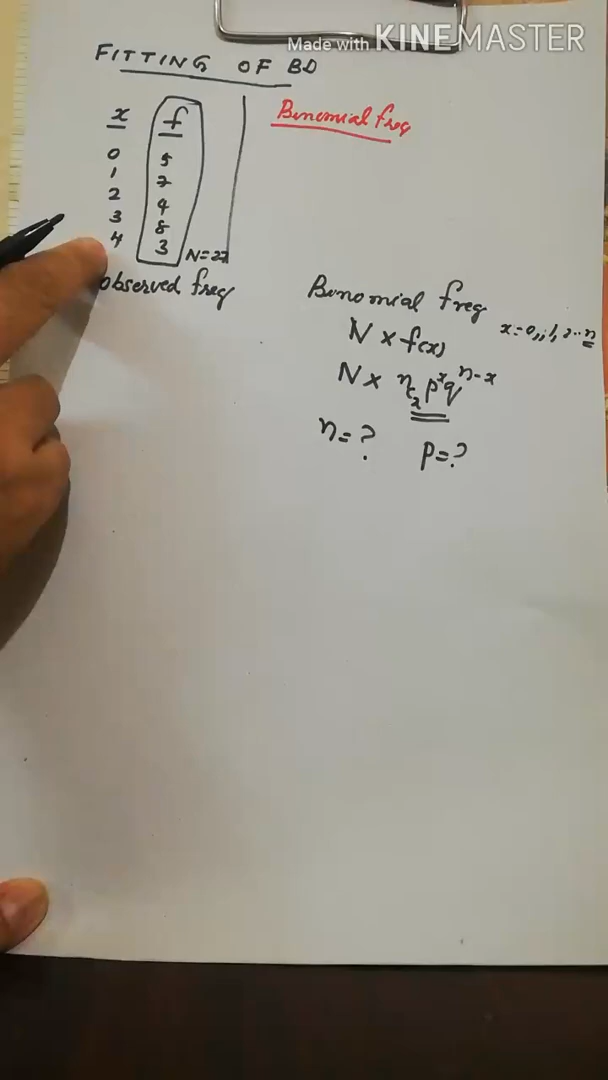 Made with KINEMASTER
FITTING OF BD
x f
0 5
1 7
2 4
3 8
4 3 N=27
observed freq
Binomial freq
Binomial freq
x=0,1,2..n
N x f(x)
N x nCx p^x q^n-x
n=? p=?